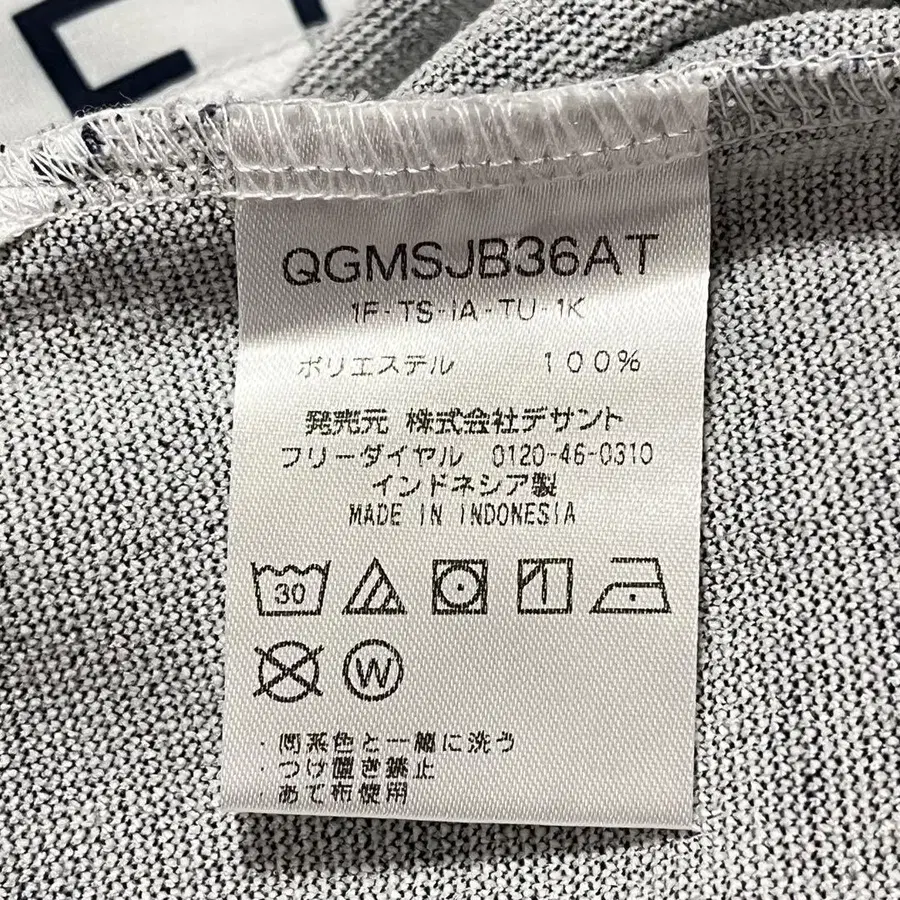 QGMSJB36AT
1F-TS-IA-TU-1K
ポリエステル 100%
発売元 株式会社デサント
フリーダイヤル 0120-46-0310
インドネシア製
MADE IN INDONESIA
30
W
・同系色と一緒に洗う
・つけ置き禁止
・あて布使用